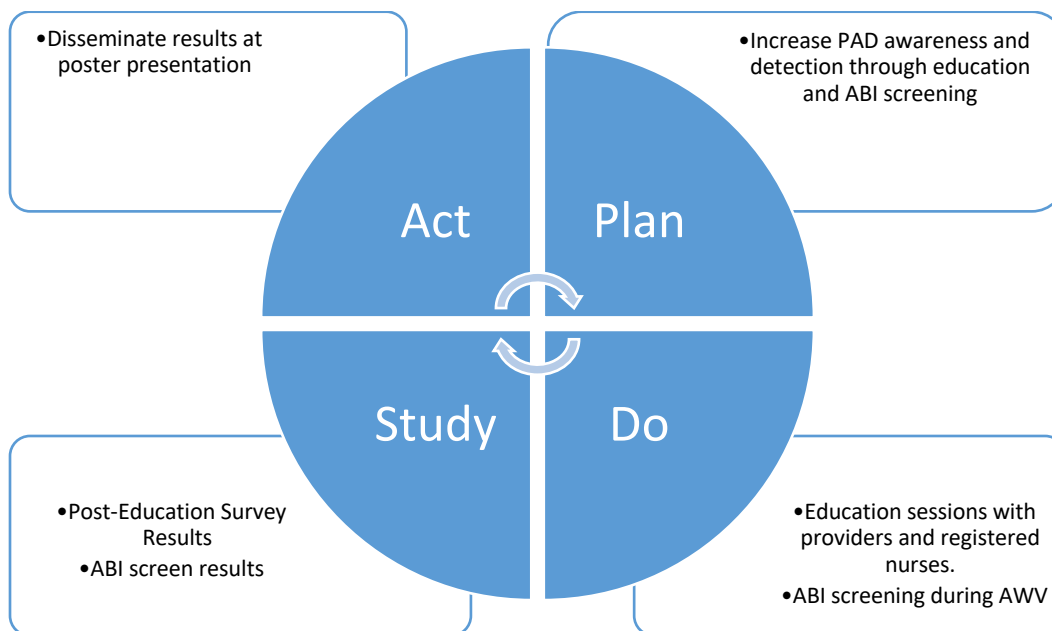 •Disseminate results at
poster presentation
•Increase PAD awareness and
detection through education
and ABI screening
Act
Plan
Study
Do
•Post-Education Survey
Results
•ABI screen results
•Education sessions with
providers and registered
nurses.
•ABI screening during AWV